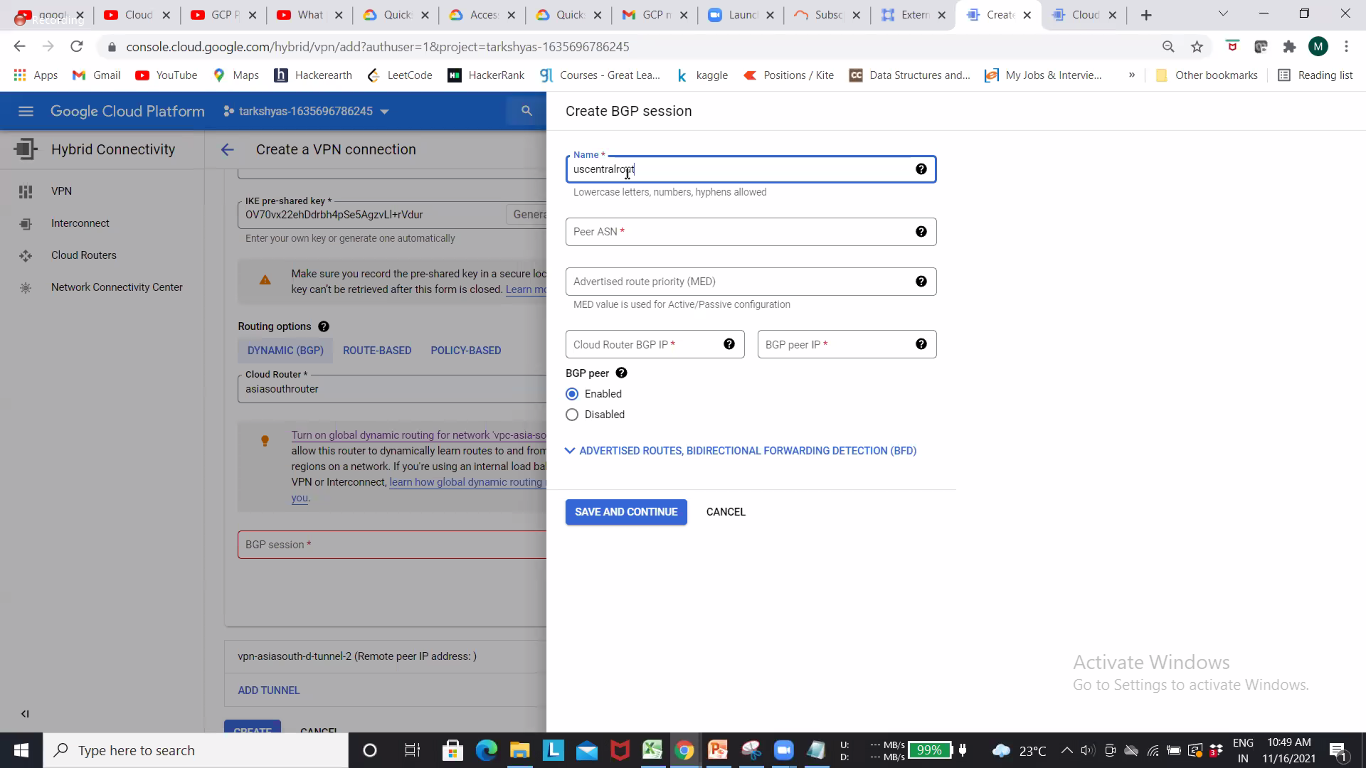 Recording
googl
Cloud
GCP P
What
Quick
Acces
Quick
GCP n
Launc
Subsc
Extern
Create
Cloud
console.cloud.google.com/hybrid/vpn/add?authuser=1&project=tarkshyas-1635696786245
M
Apps
Gmail
YouTube
Maps
Hackerearth
LeetCode
HackerRank
Courses - Great Lea...
kaggle
Positions / Kite
Data Structures and...
My Jobs & Intervie...
»
Other bookmarks
Reading list
Google Cloud Platform
tarkshyas-1635696786245
Create BGP session
Hybrid Connectivity
Create a VPN connection
VPN
Interconnect
Cloud Routers
Network Connectivity Center
IKE pre-shared key *
OV70vx22ehDdrbh4pSe5AgzvLl+rVdur
Genera
Enter your own key or generate one automatically
Make sure you record the pre-shared key in a secure loc
key can't be retrieved after this form is closed. Learn mo
Routing options
DYNAMIC (BGP)
ROUTE-BASED
POLICY-BASED
Cloud Router *
asiasouthrouter
Turn on global dynamic routing for network 'vpc-asia-so
allow this router to dynamically learn routes to and from
regions on a network. If you're using an internal load ba
VPN or Interconnect, learn how global dynamic routing
you.
BGP session *
vpn-asiasouth-d-tunnel-2 (Remote peer IP address: )
ADD TUNNEL
CREATE
CANCEL
Name *
uscentralrout
Lowercase letters, numbers, hyphens allowed
Peer ASN *
Advertised route priority (MED)
MED value is used for Active/Passive configuration
Cloud Router BGP IP *
BGP peer IP *
BGP peer
Enabled
Disabled
ADVERTISED ROUTES, BIDIRECTIONAL FORWARDING DETECTION (BFD)
SAVE AND CONTINUE
CANCEL
Activate Windows
Go to Settings to activate Windows.
Type here to search
U: --- MB/s
D: --- MB/s
99%
23°C
ENG
IN
10:49 AM
11/16/2021
1